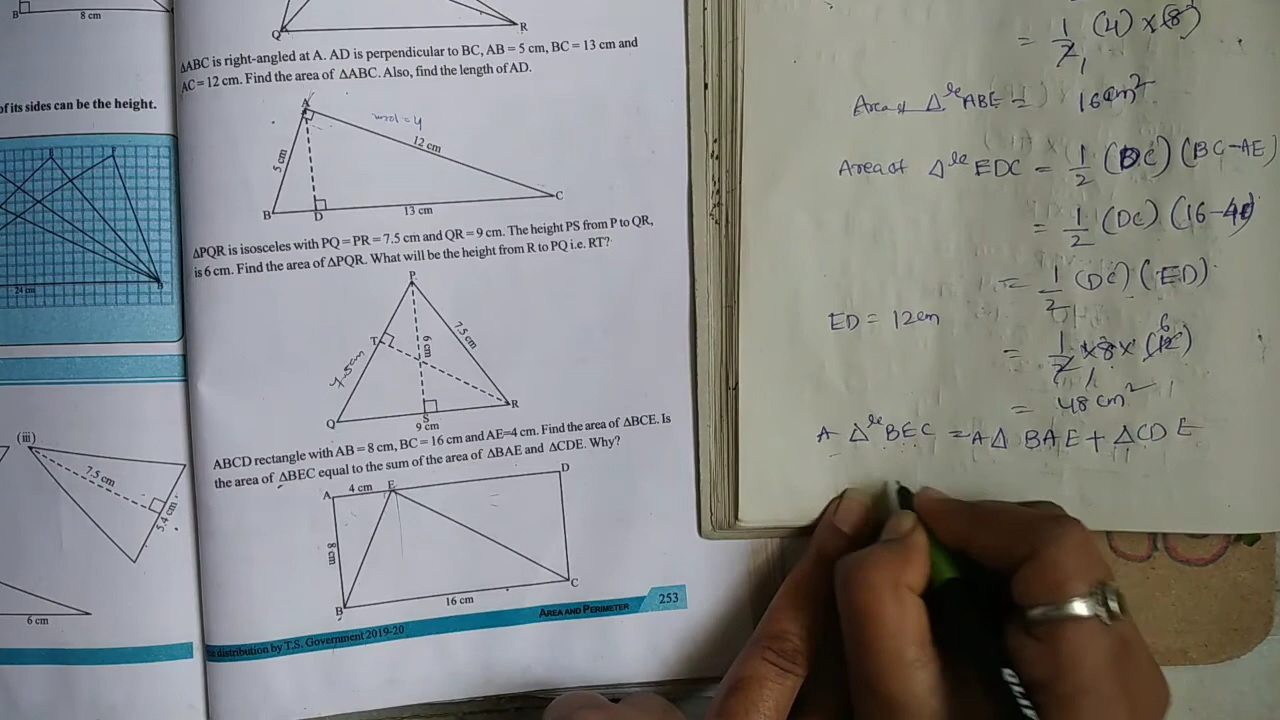 B
8 cm
Q
R
ΔABC is right-angled at A. AD is perpendicular to BC, AB = 5 cm, BC = 13 cm and
AC = 12 cm. Find the area of ΔABC. Also, find the length of AD.
of its sides can be the height.
A
5 cm
12 cm
B
D
13 cm
C
24 cm
ΔPQR is isosceles with PQ = PR = 7.5 cm and QR = 9 cm. The height PS from P to QR,
is 6 cm. Find the area of ΔPQR. What will be the height from R to PQ i.e. RT?
P
T
6 cm
7.5 cm
7.5cm
Q
S
R
9 cm
ABCD rectangle with AB = 8 cm, BC = 16 cm and AE=4 cm. Find the area of ΔBCE. Is
the area of ΔBEC equal to the sum of the area of ΔBAE and ΔCDE. Why?
(iii)
7.5 cm
5.4 cm
6 cm
A
4 cm
E
D
8 cm
B
16 cm
C
AREA AND PERIMETER
253
distribution by T.S. Government 2019-20
= 1/2 (4) × (8)
Area of Δle ABE = 16cm²
Area of Δle EDC = 1/2 (DC) (BC-AE)
= 1/2 (DC) (16-4)
= 1/2 (DC) (ED)
ED = 12cm
= 1/2 × 8 × (12) 6
= 48 cm²
A Δle BEC = A Δ BAE + Δ CDE